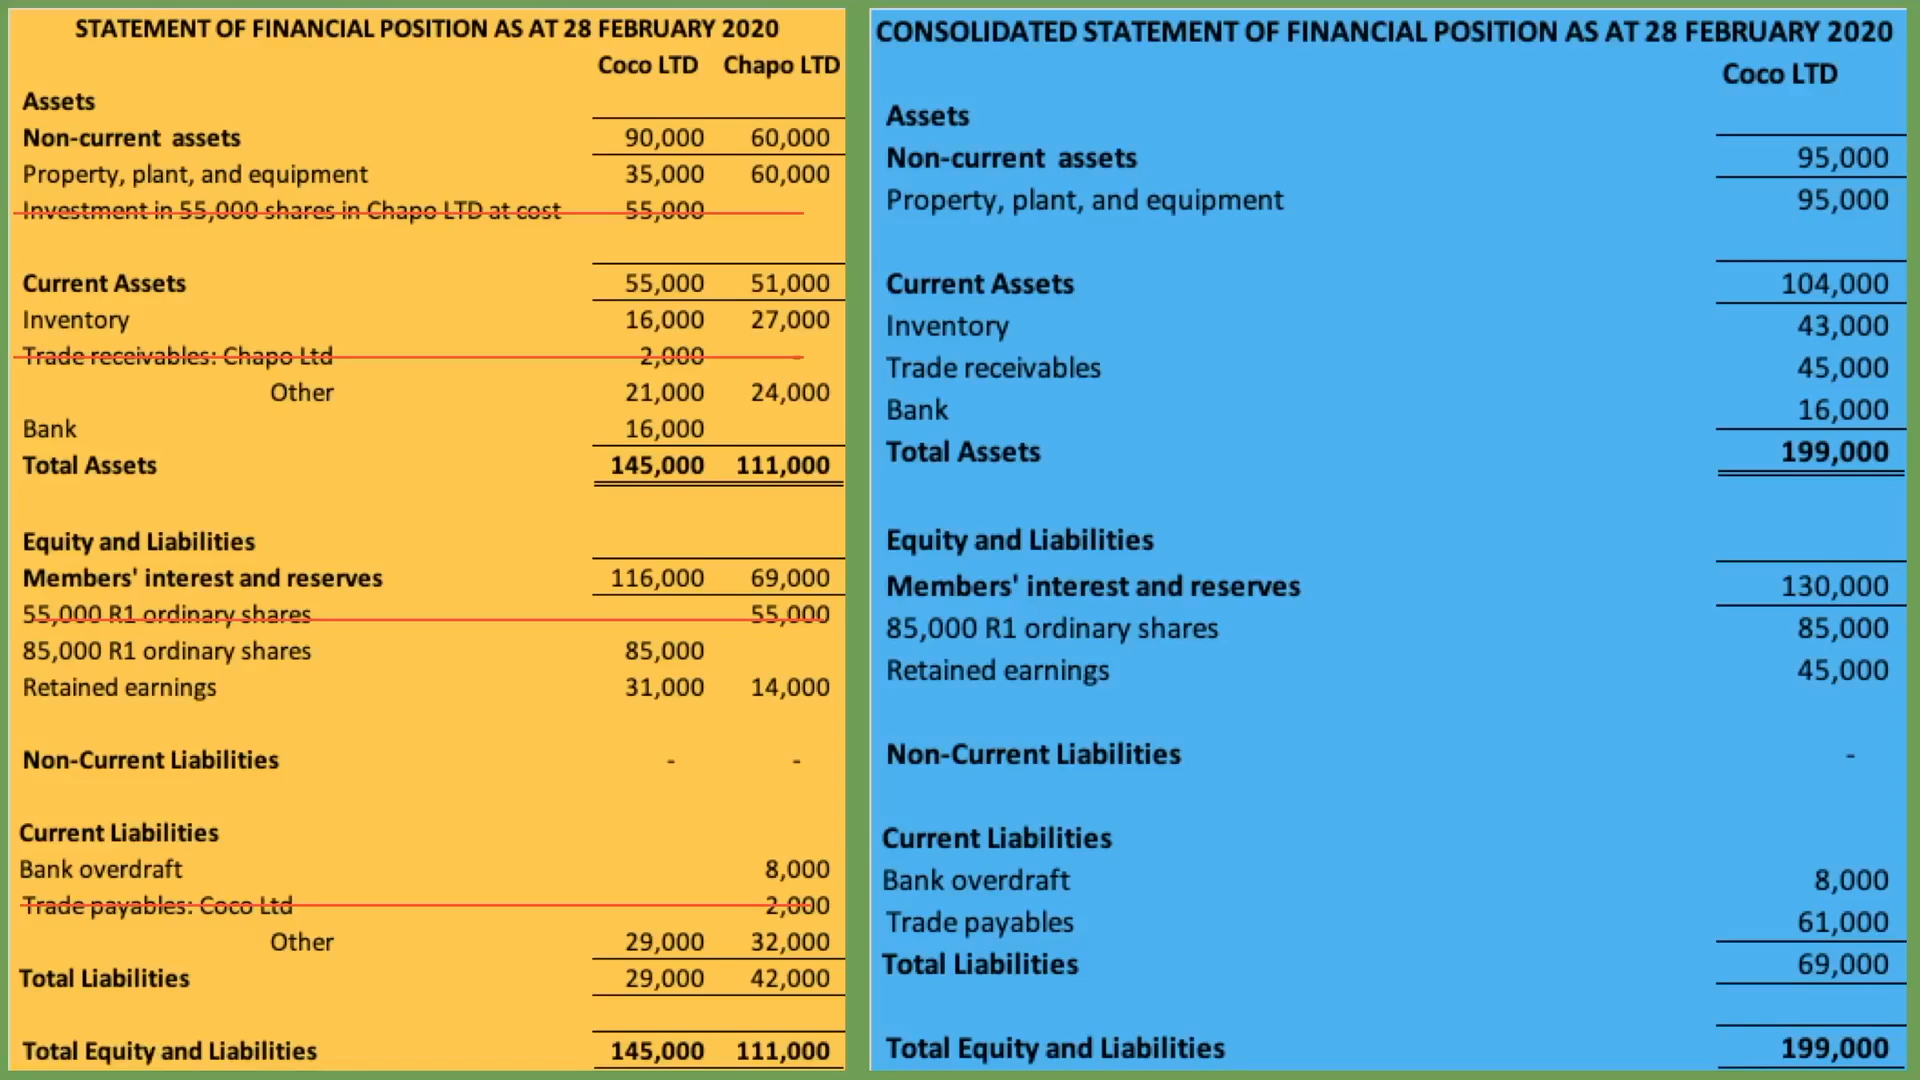 STATEMENT OF FINANCIAL POSITION AS AT 28 FEBRUARY 2020
Coco LTD Chapo LTD
Assets
Non-current assets 90,000 60,000
Property, plant, and equipment 35,000 60,000
Investment in 55,000 shares in Chapo LTD at cost 55,000
Current Assets 55,000 51,000
Inventory 16,000 27,000
Trade receivables: Chapo Ltd 2,000 -
Other 21,000 24,000
Bank 16,000
Total Assets 145,000 111,000
Equity and Liabilities
Members' interest and reserves 116,000 69,000
55,000 R1 ordinary shares 55,000
85,000 R1 ordinary shares 85,000
Retained earnings 31,000 14,000
Non-Current Liabilities - -
Current Liabilities
Bank overdraft 8,000
Trade payables: Coco Ltd 2,000
Other 29,000 32,000
Total Liabilities 29,000 42,000
Total Equity and Liabilities 145,000 111,000
CONSOLIDATED STATEMENT OF FINANCIAL POSITION AS AT 28 FEBRUARY 2020
Coco LTD
Assets
Non-current assets 95,000
Property, plant, and equipment 95,000
Current Assets 104,000
Inventory 43,000
Trade receivables 45,000
Bank 16,000
Total Assets 199,000
Equity and Liabilities
Members' interest and reserves 130,000
85,000 R1 ordinary shares 85,000
Retained earnings 45,000
Non-Current Liabilities -
Current Liabilities
Bank overdraft 8,000
Trade payables 61,000
Total Liabilities 69,000
Total Equity and Liabilities 199,000